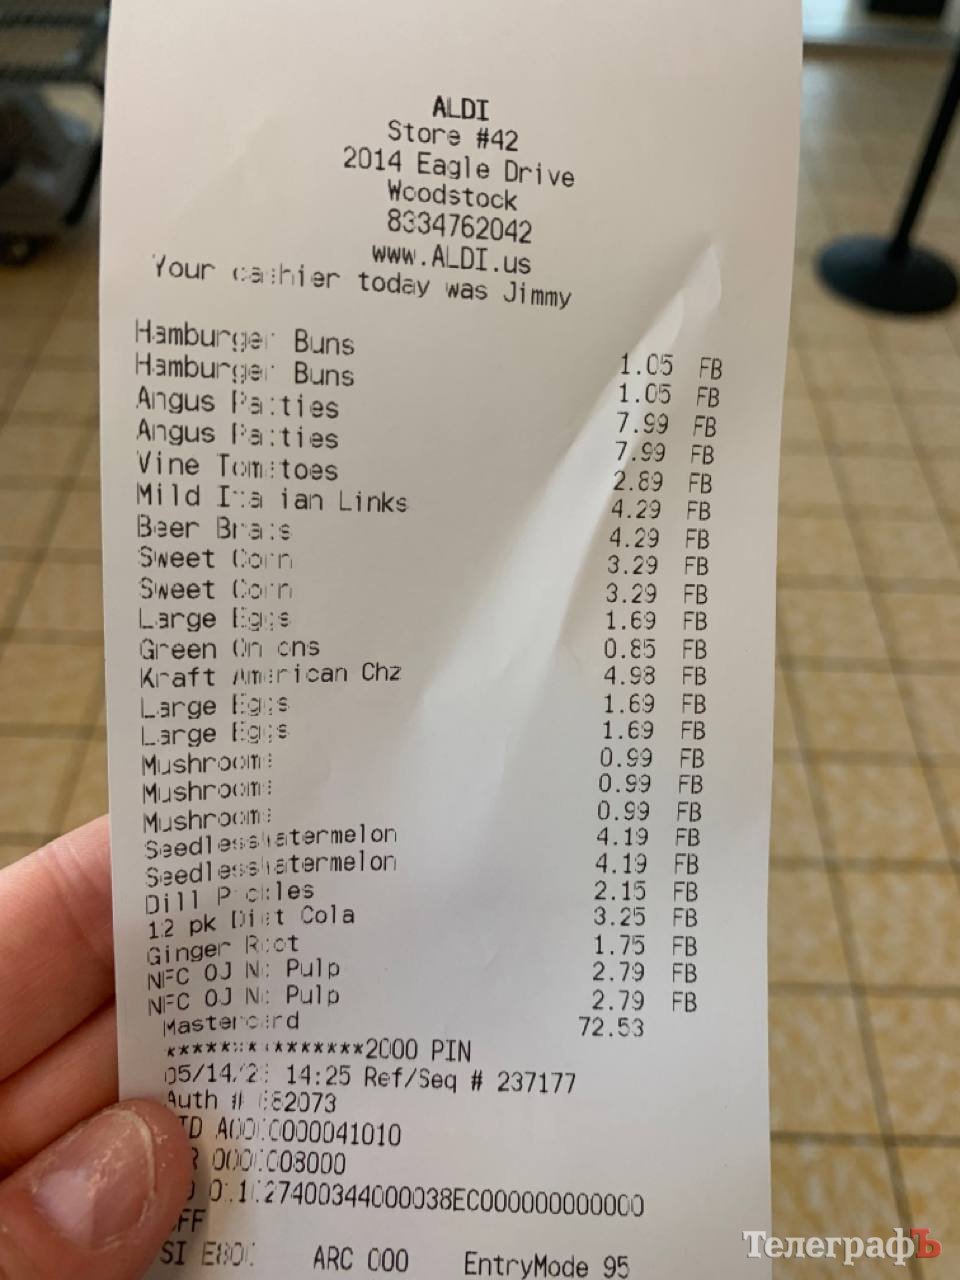 ALDI
Store #42
2014 Eagle Drive
Woodstock
8334762042
www.ALDI.us
Your cashier today was Jimmy
Hamburger Buns 1.05 FB
Hamburger Buns 1.05 FB
Angus Patties 7.99 FB
Angus Patties 7.99 FB
Vine Tomatoes 2.89 FB
Mild Italian Links 4.29 FB
Beer Brats 4.29 FB
Sweet Corn 3.29 FB
Sweet Corn 3.29 FB
Large Eggs 1.69 FB
Green Onions 0.85 FB
Kraft American Chz 4.98 FB
Large Eggs 1.69 FB
Large Eggs 1.69 FB
Mushrooms 0.99 FB
Mushrooms 0.99 FB
Mushrooms 0.99 FB
SeedlessWatermelon 4.19 FB
SeedlessWatermelon 4.19 FB
Dill Pickles 2.15 FB
12 pk Diet Cola 3.25 FB
Ginger Root 1.75 FB
NFC OJ No Pulp 2.79 FB
NFC OJ No Pulp 2.79 FB
Mastercard 72.53
****************2000 PIN
14:25 Ref/Seq # 237177
Auth #
ARC 000 EntryMode 95
ТелеграфЪ